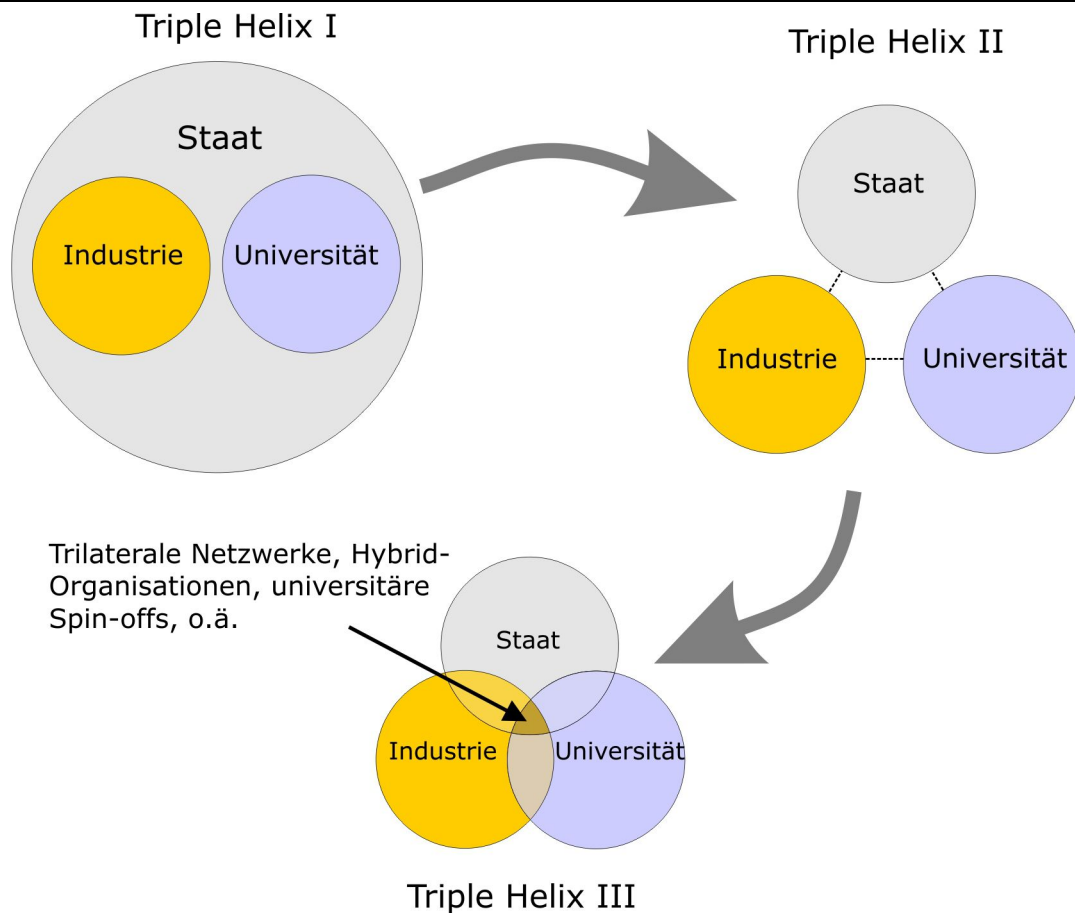 Triple Helix I
Staat
Industrie
Universität
Triple Helix II
Staat
Industrie
Universität
Trilaterale Netzwerke, Hybrid-
Organisationen, universitäre
Spin-offs, o.ä.
Staat
Industrie
Universität
Triple Helix III